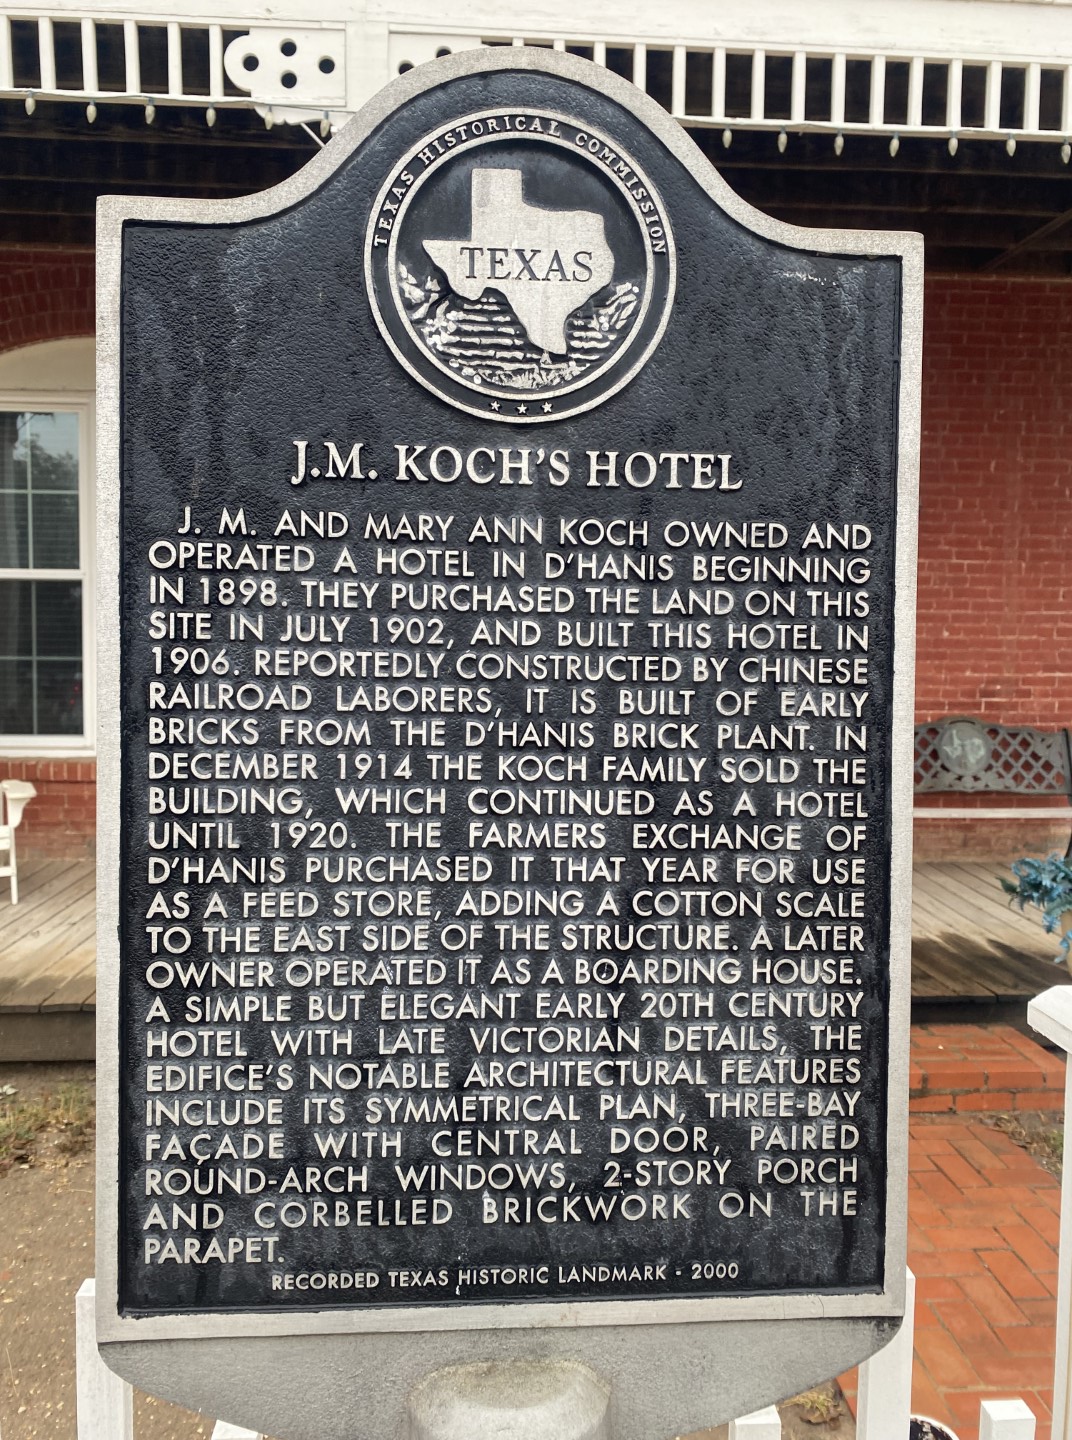 TEXAS HISTORICAL COMMISSION
TEXAS
J.M. KOCH'S HOTEL
J. M. AND MARY ANN KOCH OWNED AND
OPERATED A HOTEL IN D'HANIS BEGINNING
IN 1898. THEY PURCHASED THE LAND ON THIS
SITE IN JULY 1902, AND BUILT THIS HOTEL IN
1906. REPORTEDLY CONSTRUCTED BY CHINESE
RAILROAD LABORERS, IT IS BUILT OF EARLY
BRICKS FROM THE D'HANIS BRICK PLANT. IN
DECEMBER 1914 THE KOCH FAMILY SOLD THE
BUILDING, WHICH CONTINUED AS A HOTEL
UNTIL 1920. THE FARMERS EXCHANGE OF
D'HANIS PURCHASED IT THAT YEAR FOR USE
AS A FEED STORE, ADDING A COTTON SCALE
TO THE EAST SIDE OF THE STRUCTURE. A LATER
OWNER OPERATED IT AS A BOARDING HOUSE.
A SIMPLE BUT ELEGANT EARLY 20TH CENTURY
HOTEL WITH LATE VICTORIAN DETAILS, THE
EDIFICE'S NOTABLE ARCHITECTURAL FEATURES
INCLUDE ITS SYMMETRICAL PLAN, THREE-BAY
FAÇADE WITH CENTRAL DOOR, PAIRED
ROUND-ARCH WINDOWS, 2-STORY PORCH
AND CORBELLED BRICKWORK ON THE
PARAPET.
RECORDED TEXAS HISTORIC LANDMARK - 2000